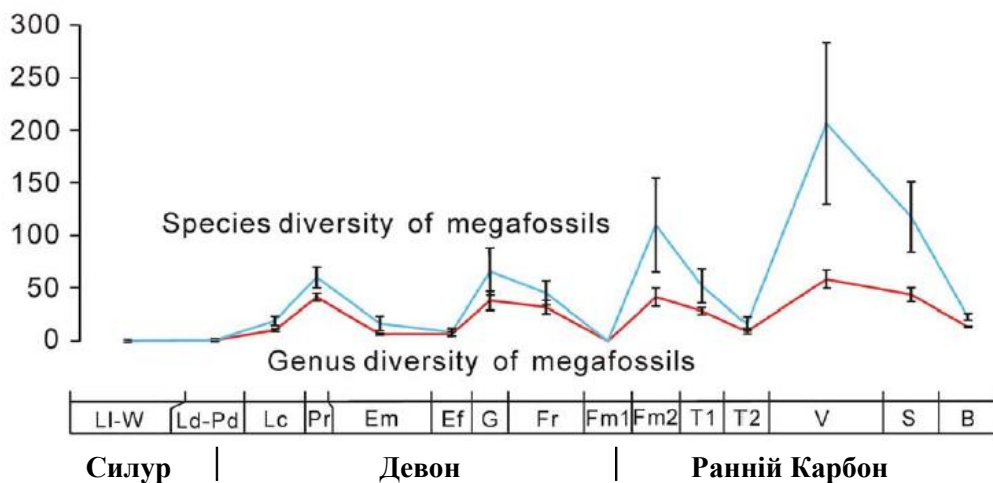 300
250
200
150
100
50
0
Species diversity of megafossils
Genus diversity of megafossils
Ll-W Ld-Pd Lc Pr Em Ef G Fr Fm1 Fm2 T1 T2 V S B
Силур Девон Ранній Карбон